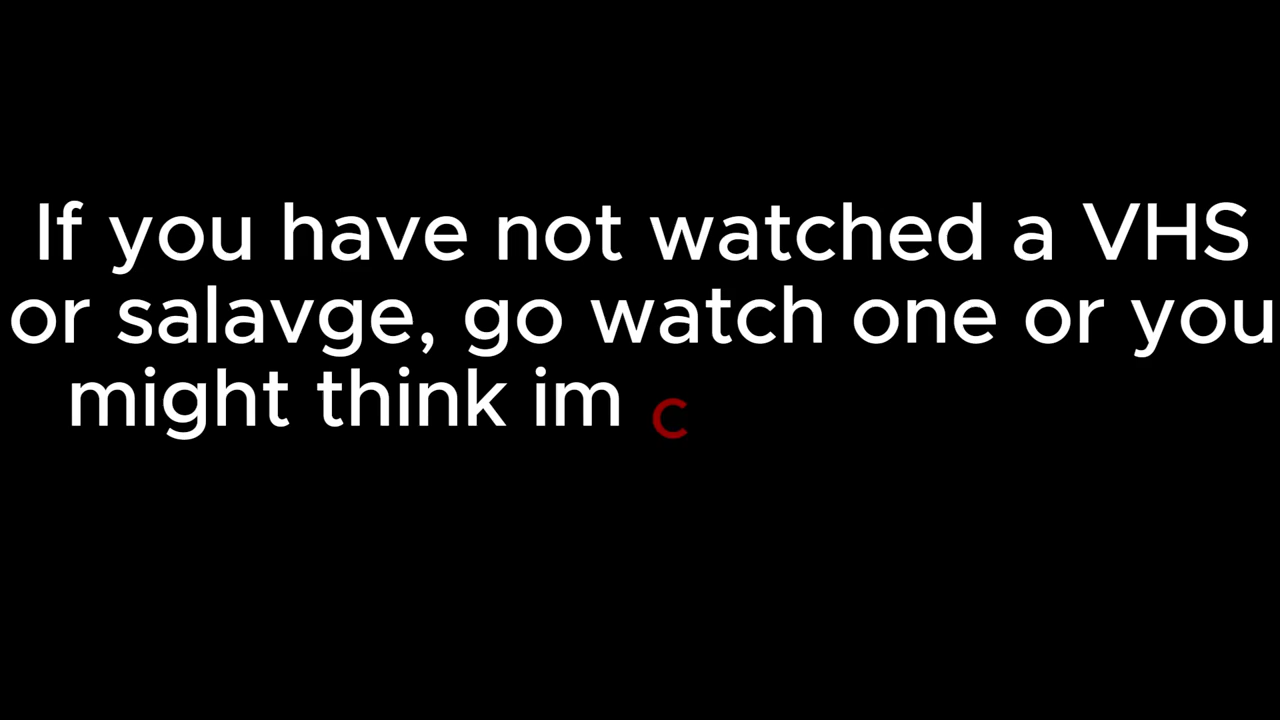 If you have not watched a VHS
or salavge, go watch one or you
might think im c